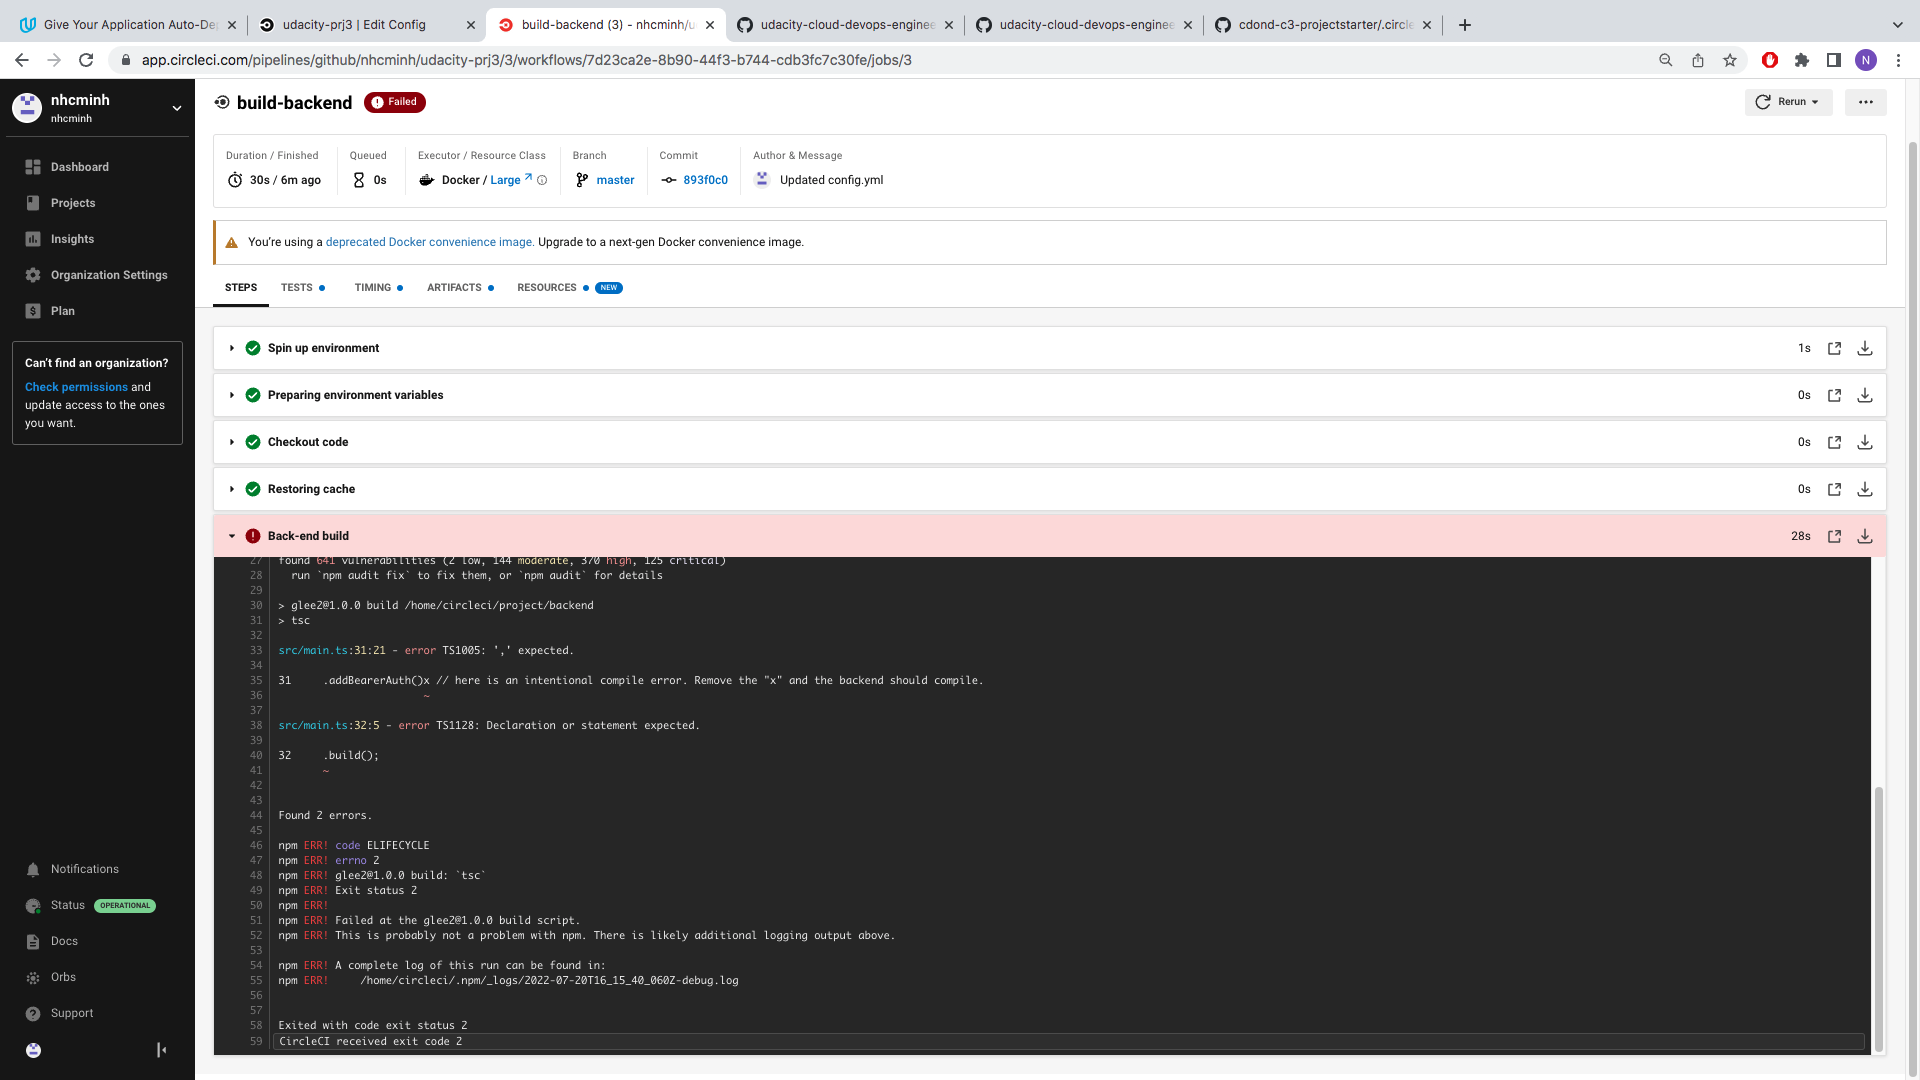 Give Your Application Auto-De
udacity-prj3 | Edit Config
build-backend (3) - nhcminh/u
udacity-cloud-devops-enginee
udacity-cloud-devops-enginee
cdond-c3-projectstarter/.circle
app.circleci.com/pipelines/github/nhcminh/udacity-prj3/3/workflows/7d23ca2e-8b90-44f3-b744-cdb3fc7c30fe/jobs/3
N
nhcminh
nhcminh
Dashboard
Projects
Insights
Organization Settings
Plan
Can't find an organization?
Check permissions and
update access to the ones
you want.
Notifications
Status OPERATIONAL
Docs
Orbs
Support
build-backend Failed
Rerun
Duration / Finished
30s / 6m ago
Queued
0s
Executor / Resource Class
Docker / Large
Branch
master
Commit
893f0c0
Author & Message
Updated config.yml
You're using a deprecated Docker convenience image. Upgrade to a next-gen Docker convenience image.
STEPS TESTS TIMING ARTIFACTS RESOURCES NEW
Spin up environment 1s
Preparing environment variables 0s
Checkout code 0s
Restoring cache 0s
Back-end build 28s
27 found 641 vulnerabilities (2 low, 144 moderate, 370 high, 125 critical)
28 run `npm audit fix` to fix them, or `npm audit` for details
29
30 > glee2@1.0.0 build /home/circleci/project/backend
31 > tsc
32
33 src/main.ts:31:21 - error TS1005: ',' expected.
34
35 31 .addBearerAuth()x // here is an intentional compile error. Remove the "x" and the backend should compile.
36 ~
37
38 src/main.ts:32:5 - error TS1128: Declaration or statement expected.
39
40 32 .build();
41 ~
42
43
44 Found 2 errors.
45
46 npm ERR! code ELIFECYCLE
47 npm ERR! errno 2
48 npm ERR! glee2@1.0.0 build: `tsc`
49 npm ERR! Exit status 2
50 npm ERR!
51 npm ERR! Failed at the glee2@1.0.0 build script.
52 npm ERR! This is probably not a problem with npm. There is likely additional logging output above.
53
54 npm ERR! A complete log of this run can be found in:
55 npm ERR! /home/circleci/.npm/_logs/2022-07-20T16_15_40_060Z-debug.log
56
57
58 Exited with code exit status 2
59 CircleCI received exit code 2